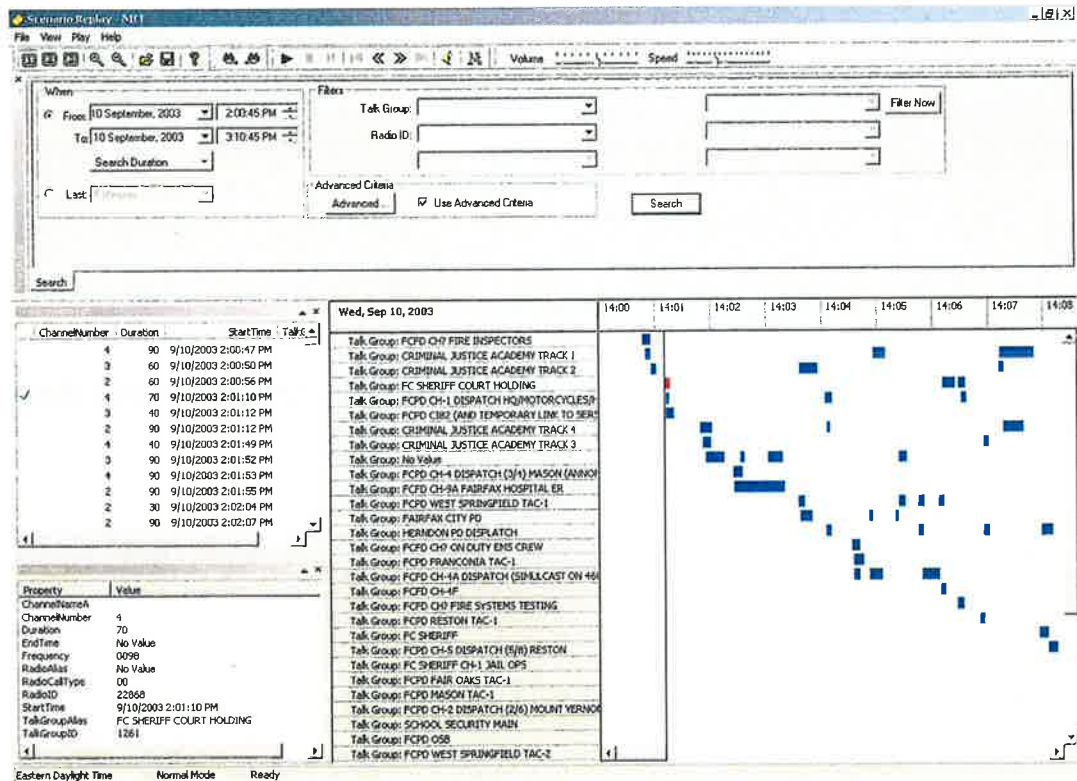 Scenario Replay - MCI
File View Play Help
Volume Speed
When
From: 10 September, 2003 2:00:45 PM
To: 10 September, 2003 3:10:45 PM
Search Duration
Last
Filters
Talk Group:
Radio ID:
Filter Now
Advanced Criteria
Advanced...
Use Advanced Criteria
Search
Search
ChannelNumber Duration StartTime
4 90 9/10/2003 2:00:47 PM
3 60 9/10/2003 2:00:50 PM
2 60 9/10/2003 2:00:56 PM
4 70 9/10/2003 2:01:10 PM
3 40 9/10/2003 2:01:12 PM
2 90 9/10/2003 2:01:12 PM
4 40 9/10/2003 2:01:49 PM
3 90 9/10/2003 2:01:52 PM
4 90 9/10/2003 2:01:53 PM
2 90 9/10/2003 2:01:55 PM
2 30 9/10/2003 2:02:04 PM
2 90 9/10/2003 2:02:07 PM
Property Value
ChannelNameA
ChannelNumber 4
Duration 70
EndTime No Value
Frequency 0098
RadioAlias No Value
RadioCallType 00
RadioID 22868
StartTime 9/10/2003 2:01:10 PM
TalkGroupAlias FC SHERIFF COURT HOLDING
TalkGroupID 1261
Wed, Sep 10, 2003
14:00 14:01 14:02 14:03 14:04 14:05 14:06 14:07 14:08
Talk Group: FCFD CH7 FIRE INSPECTORS
Talk Group: CRIMINAL JUSTICE ACADEMY TRACK 1
Talk Group: CRIMINAL JUSTICE ACADEMY TRACK 2
Talk Group: FC SHERIFF COURT HOLDING
Talk Group: FCPD CH-1 DISPATCH HQ/MOTORCYCLES/H
Talk Group: FCPD CI82 (AND TEMPORARY LINK TO SERS
Talk Group: CRIMINAL JUSTICE ACADEMY TRACK 4
Talk Group: CRIMINAL JUSTICE ACADEMY TRACK 3
Talk Group: No Value
Talk Group: FCPD CH-4 DISPATCH (3/4) MASON (ANNON
Talk Group: FCPD CH-9A FAIRFAX HOSPITAL ER
Talk Group: FCPD WEST SPRINGFIELD TAC-1
Talk Group: FAIRFAX CITY PD
Talk Group: HERNDON PD DISPLATCH
Talk Group: FCFD CH7 ON DUTY EMS CREW
Talk Group: FCPD FRANCONIA TAC-1
Talk Group: FCFD CH-4A DISPATCH (SIMULCAST ON 460
Talk Group: FCFD CH-4F
Talk Group: FCFD CH7 FIRE SYSTEMS TESTING
Talk Group: FCPD RESTON TAC-1
Talk Group: FC SHERIFF
Talk Group: FCPD CH-5 DISPATCH (5/8) RESTON
Talk Group: FC SHERIFF CH-1 JAIL OPS
Talk Group: FCPD FAIR OAKS TAC-1
Talk Group: FCPD MASON TAC-1
Talk Group: FCPD CH-2 DISPATCH (2/6) MOUNT VERNON
Talk Group: SCHOOL SECURITY MAIN
Talk Group: FCPD OSB
Talk Group: FCPD WEST SPRINGFIELD TAC-2
Eastern Daylight Time Normal Mode Ready